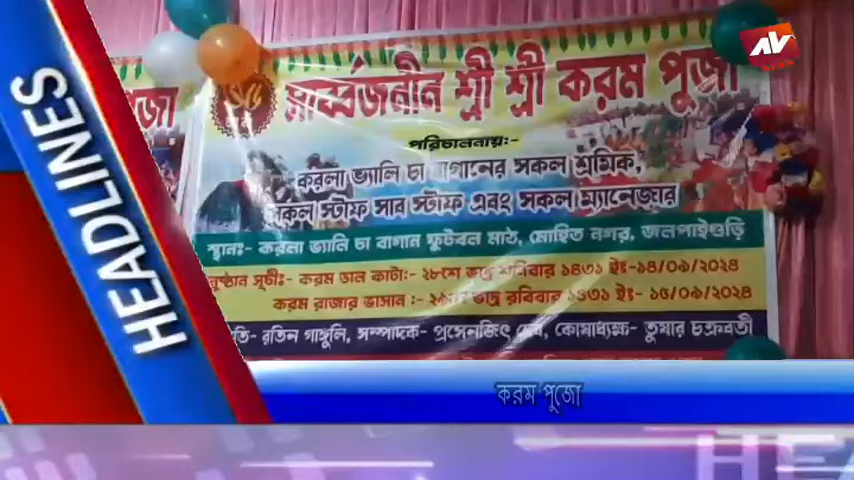 HEADLINES
AV
সার্ব্বজনীন শ্রী শ্রী করম পুজা
পরিচালনায়:-
করলা ভ্যালি চা বাগানের সকল শ্রমিক,
সকল স্টাফ সাব স্টাফ এবং সকল ম্যানেজার
স্থানঃ- করলা ভ্যালি চা বাগান ফুটবল মাঠ, মোহিত নগর, জলপাইগুড়ি
সূচীঃ- করম ডাল কাটা:- ২৮শে ভাদ্র শনিবার ১৪৩১ ইং-১৪/০৯/২০২৪
করম রাজার ভাসান :- ২৯শে ভাদ্র রবিবার ১৪৩১ ইং- ১৫/০৯/২০২৪
রতিন গাঙ্গুলি, সম্পাদক- প্রসেনজিৎ দেব, কোষাধ্যক্ষ- তুষার চক্রবর্তী
করম পুজো